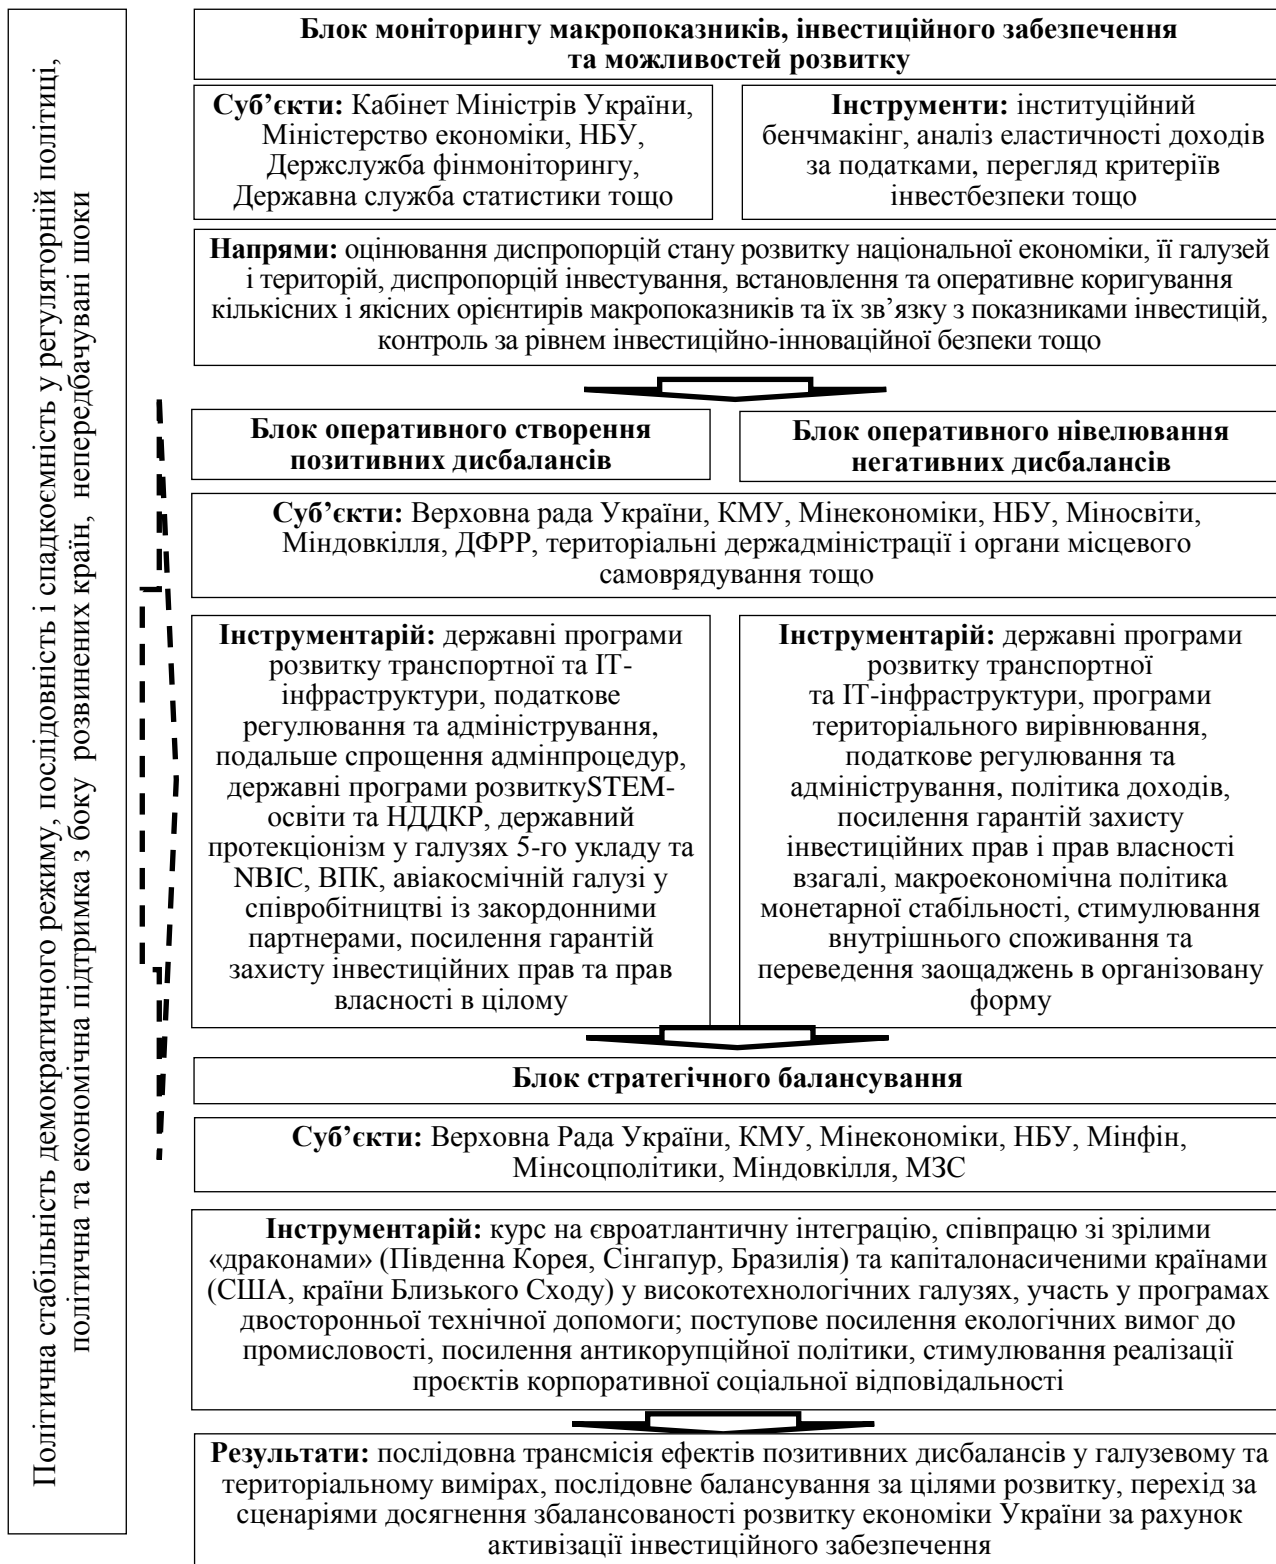 Політична стабільність демократичного режиму, послідовність і спадкоємність у регуляторній політиці,
політична та економічна підтримка з боку розвинених країн, непередбачувані шоки
Блок моніторингу макропоказників, інвестиційного забезпечення
та можливостей розвитку
Суб’єкти: Кабінет Міністрів України,
Міністерство економіки, НБУ,
Держслужба фінмоніторингу,
Державна служба статистики тощо
Інструменти: інституційний
бенчмакінг, аналіз еластичності доходів
за податками, перегляд критеріїв
інвестбезпеки тощо
Напрями: оцінювання диспропорцій стану розвитку національної економіки, її галузей
і територій, диспропорцій інвестування, встановлення та оперативне коригування
кількісних і якісних орієнтирів макропоказників та їх зв’язку з показниками інвестицій,
контроль за рівнем інвестиційно-інноваційної безпеки тощо
Блок оперативного створення
позитивних дисбалансів
Блок оперативного нівелювання
негативних дисбалансів
Суб’єкти: Верховна рада України, КМУ, Мінекономіки, НБУ, Міносвіти,
Міндовкілля, ДФРР, територіальні держадміністрації і органи місцевого
самоврядування тощо
Інструментарій: державні програми
розвитку транспортної та ІТ-
інфраструктури, податкове
регулювання та адміністрування,
подальше спрощення адмінпроцедур,
державні програми розвиткуSTEM-
освіти та НДДКР, державний
протекціонізм у галузях 5-го укладу та
NBIC, ВПК, авіакосмічній галузі у
співробітництві із закордонними
партнерами, посилення гарантій
захисту інвестиційних прав та прав
власності в цілому
Інструментарій: державні програми
розвитку транспортної
та ІТ-інфраструктури, програми
територіального вирівнювання,
податкове регулювання та
адміністрування, політика доходів,
посилення гарантій захисту
інвестиційних прав і прав власності
взагалі, макроекономічна політика
монетарної стабільності, стимулювання
внутрішнього споживання та
переведення заощаджень в організовану
форму
Блок стратегічного балансування
Суб’єкти: Верховна Рада України, КМУ, Мінекономіки, НБУ, Мінфін,
Мінсоцполітики, Міндовкілля, МЗС
Інструментарій: курс на євроатлантичну інтеграцію, співпрацю зі зрілими
«драконами» (Південна Корея, Сінгапур, Бразилія) та капіталонасиченими країнами
(США, країни Близького Сходу) у високотехнологічних галузях, участь у програмах
двосторонньої технічної допомоги; поступове посилення екологічних вимог до
промисловості, посилення антикорупційної політики, стимулювання реалізації
проєктів корпоративної соціальної відповідальності
Результати: послідовна трансмісія ефектів позитивних дисбалансів у галузевому та
територіальному вимірах, послідовне балансування за цілями розвитку, перехід за
сценаріями досягнення збалансованості розвитку економіки України за рахунок
активізації інвестиційного забезпечення